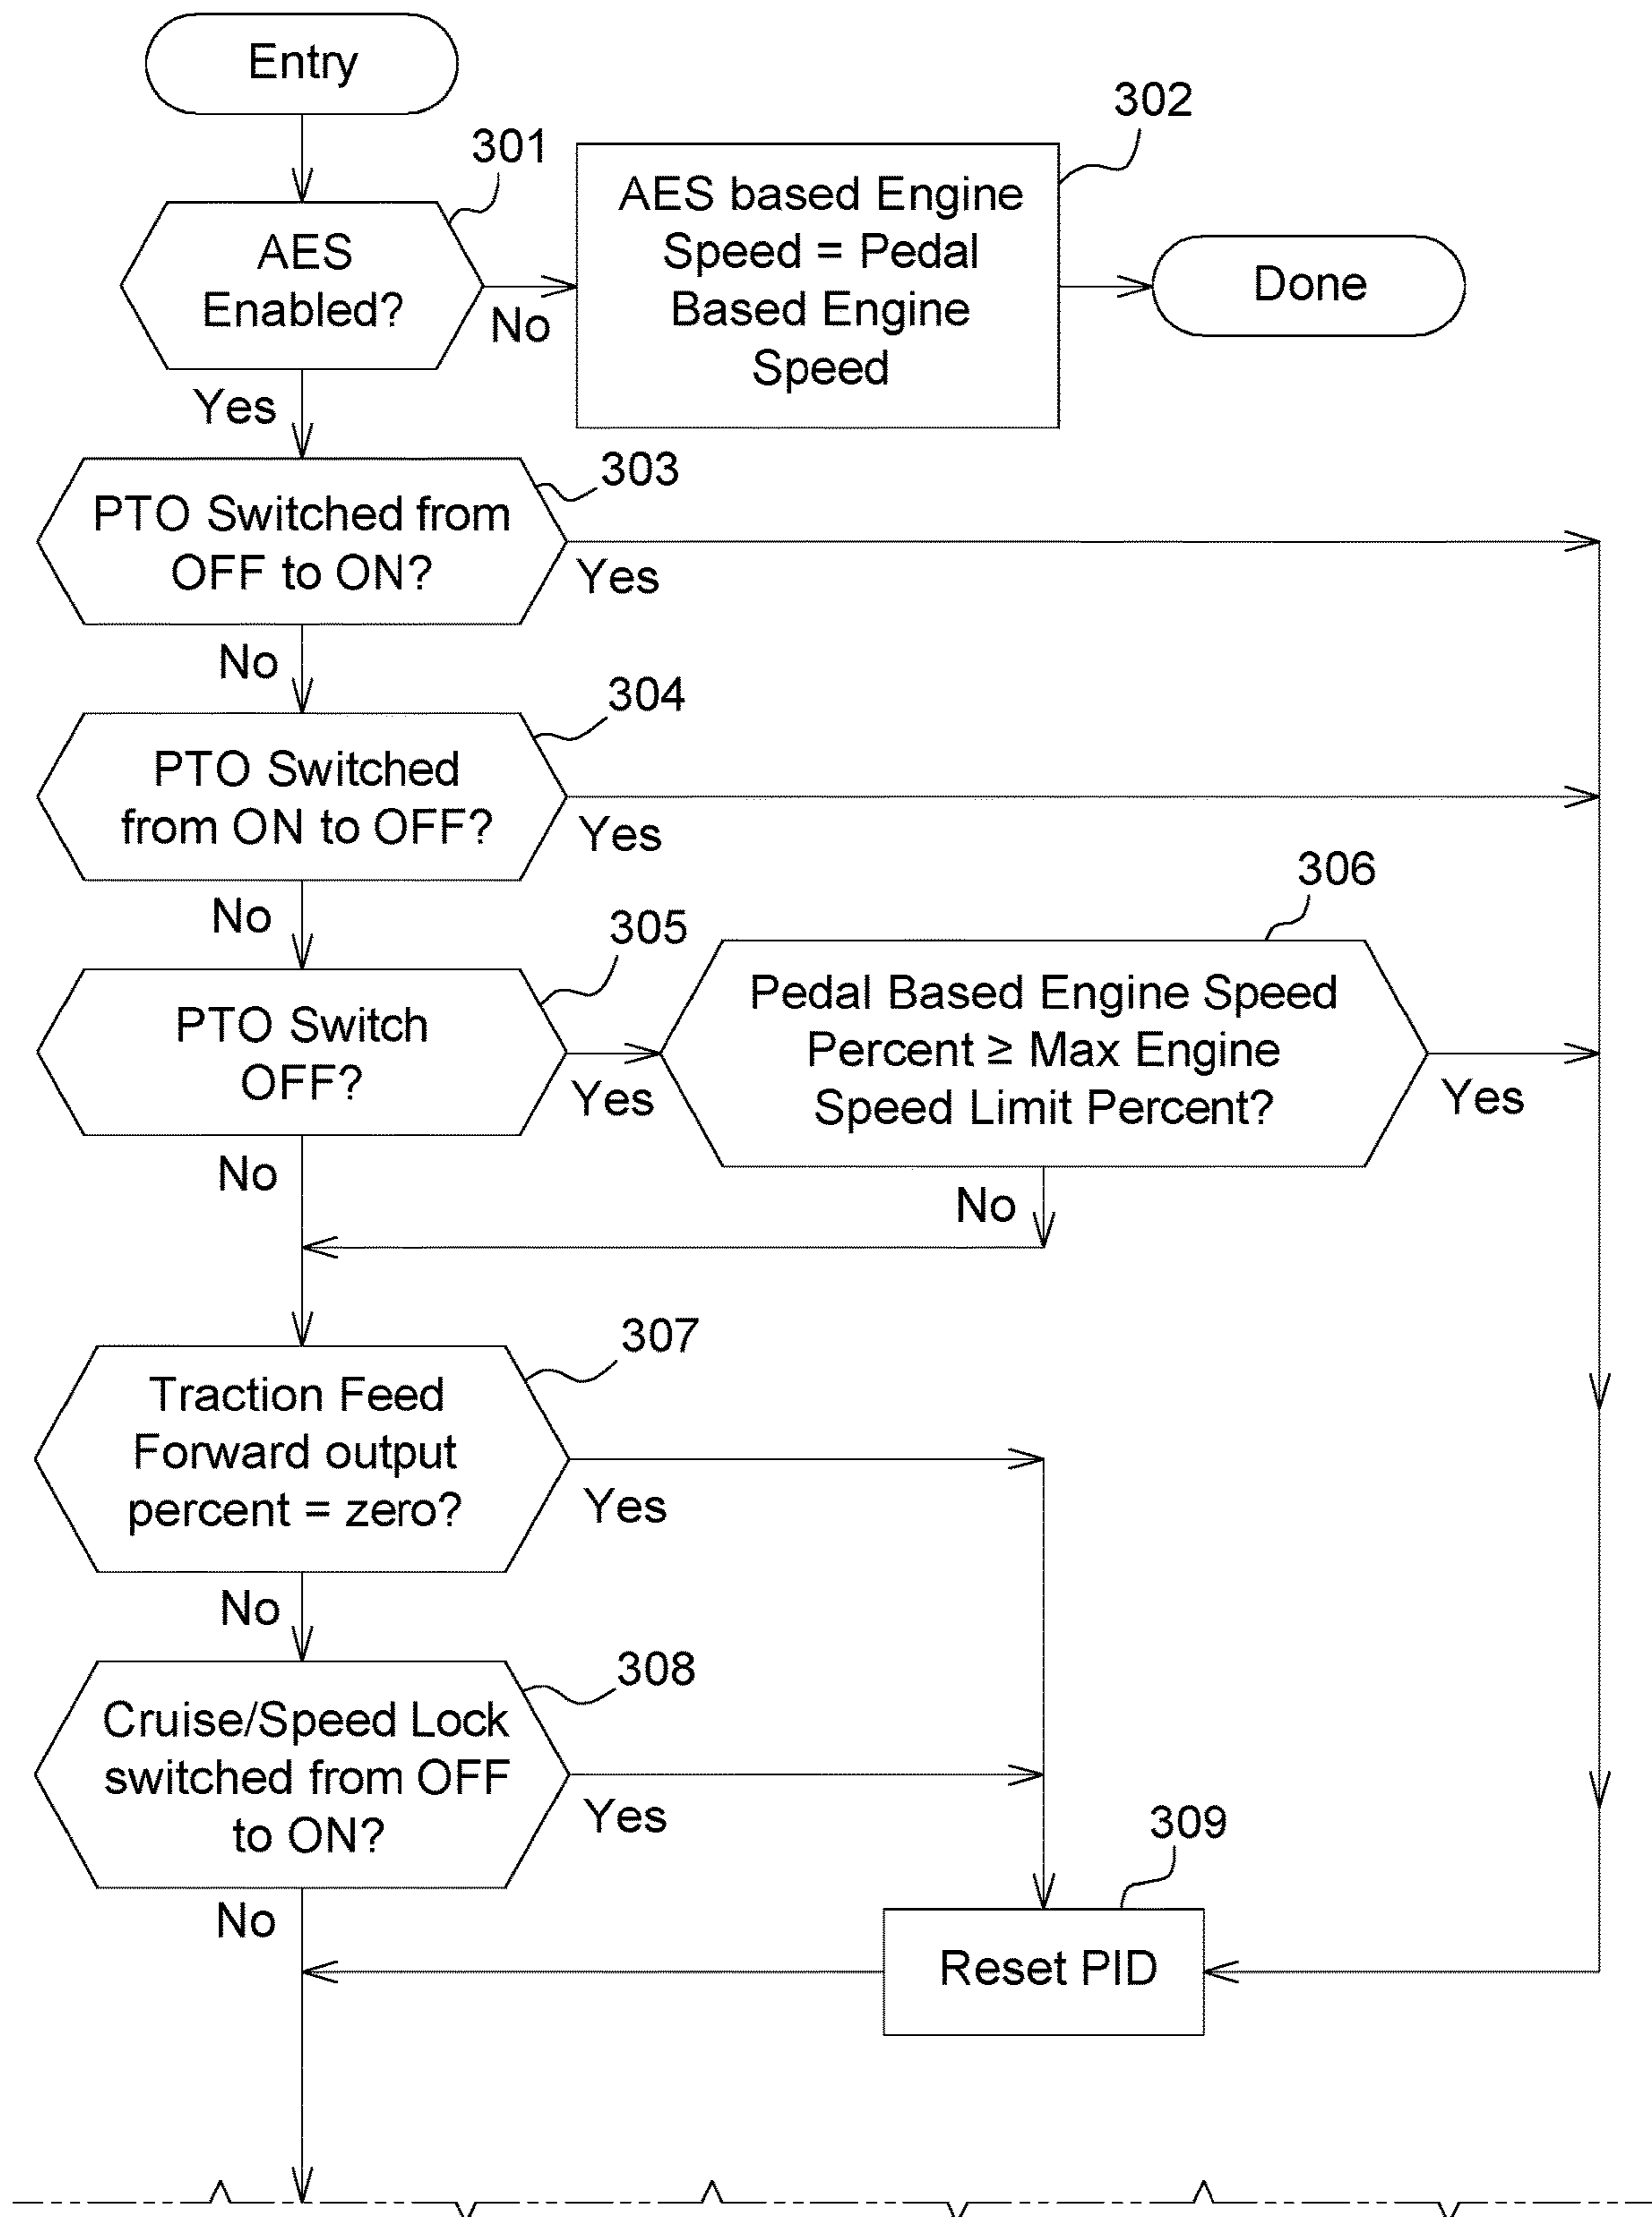 Entry
301
302
AES
Enabled?
No
AES based Engine
Speed = Pedal
Based Engine
Speed
Done
Yes
303
PTO Switched from
OFF to ON?
Yes
No
304
PTO Switched
from ON to OFF?
Yes
No
305
306
PTO Switch
OFF?
Yes
Pedal Based Engine Speed
Percent ≥ Max Engine
Speed Limit Percent?
Yes
No
No
307
Traction Feed
Forward output
percent = zero?
Yes
No
308
Cruise/Speed Lock
switched from OFF
to ON?
Yes
No
309
Reset PID